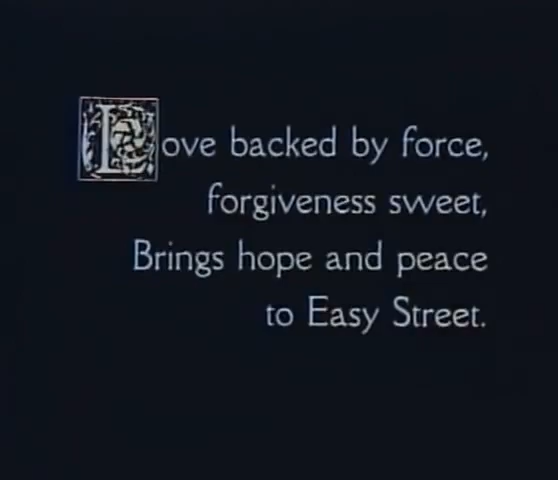 Love backed by force,
forgiveness sweet,
Brings hope and peace
to Easy Street.